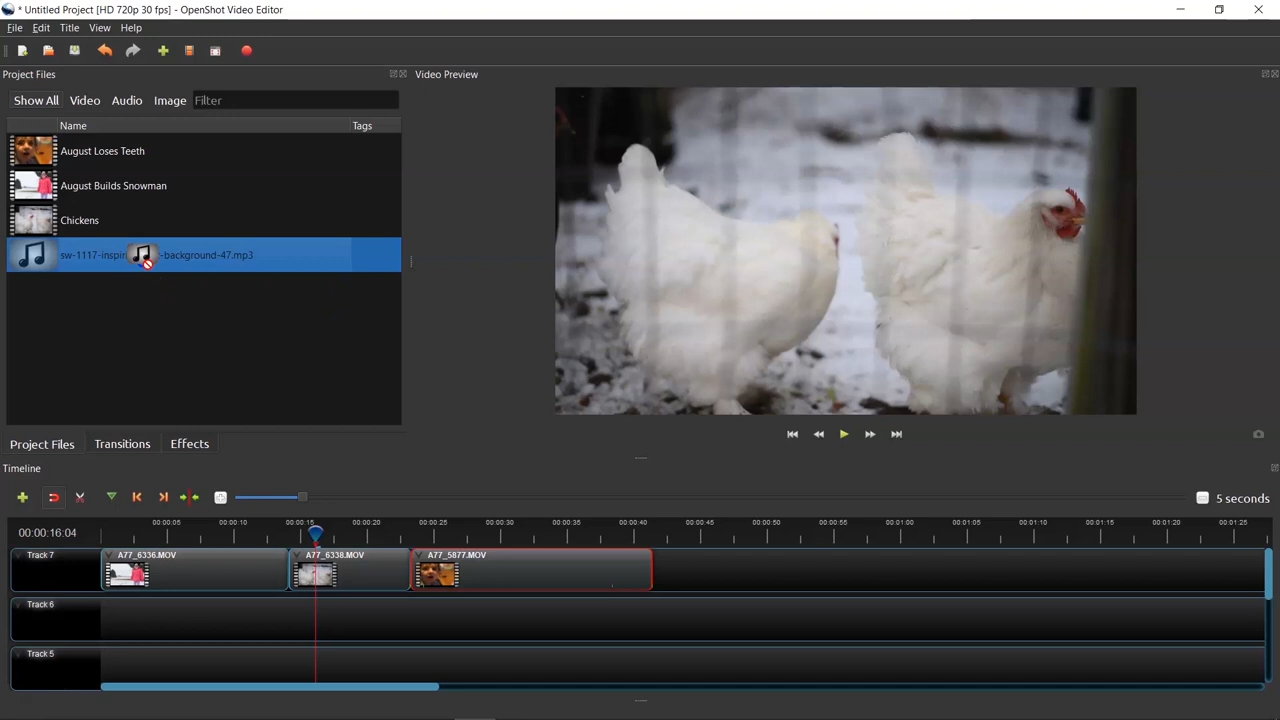 * Untitled Project [HD 720p 30 fps] - OpenShot Video Editor
File Edit Title View Help
Project Files
Video Preview
Show All Video Audio Image Filter
Name Tags
August Loses Teeth
August Builds Snowman
Chickens
-background-47.mp3
Project Files Transitions Effects
Timeline
5 seconds
00:00:16:04
00:00:05 00:00:10 00:00:15 00:00:20 00:00:25 00:00:30 00:00:35 00:00:40 00:00:45 00:00:50 00:00:55 00:01:00 00:01:05 00:01:10 00:01:15 00:01:20 00:01:25
Track 7 A77_6336.MOV A77_6338.MOV A77_5877.MOV
Track 6
Track 5